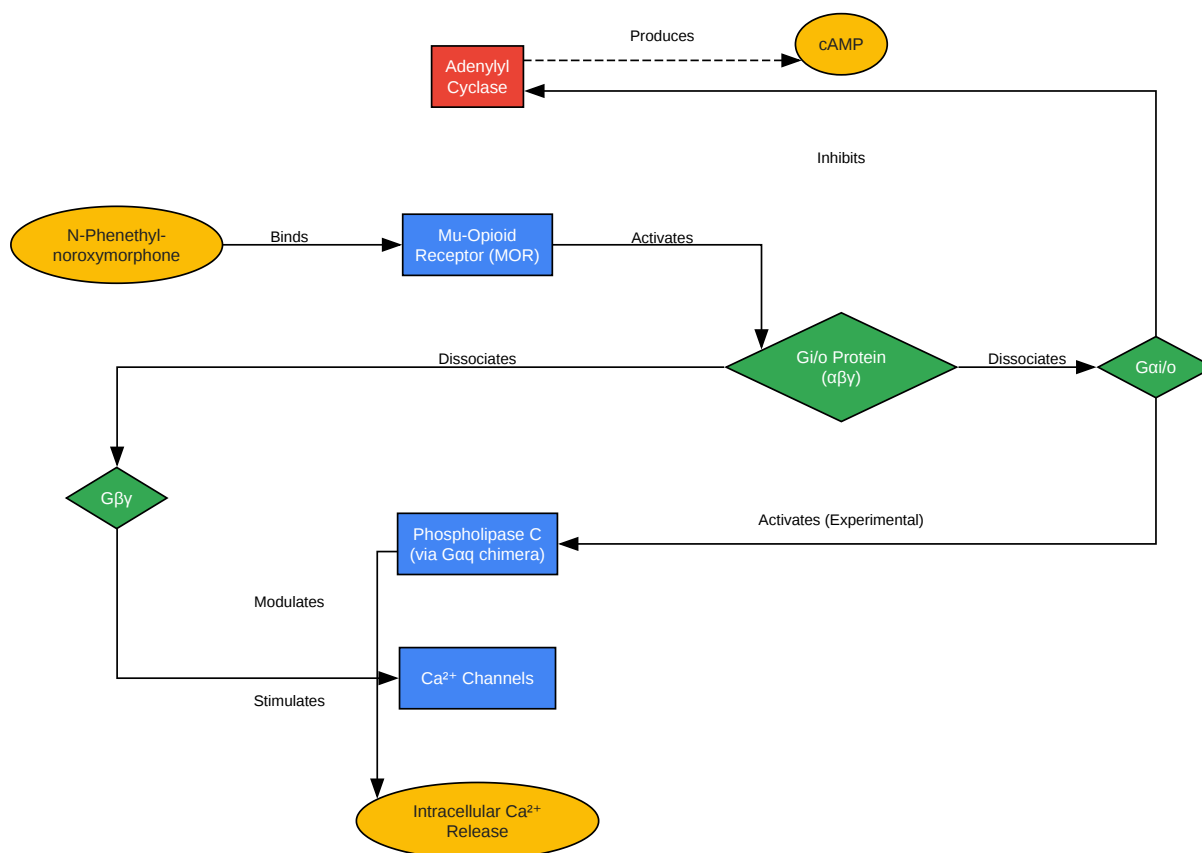 Produces
cAMP
Adenylyl
Cyclase
Inhibits
N-Phenethyl-
noroxymorphone
Binds
Mu-Opioid
Receptor (MOR)
Activates
Dissociates
Gi/o Protein
(αβγ)
Dissociates
Gαi/o
Gβγ
Phospholipase C
(via Gαq chimera)
Activates (Experimental)
Modulates
Ca²⁺ Channels
Stimulates
Intracellular Ca²⁺
Release